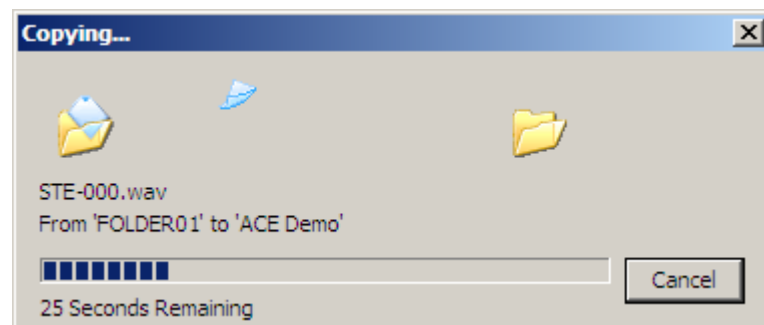 Copying...
STE-000.wav
From 'FOLDER01' to 'ACE Demo'
Cancel
25 Seconds Remaining